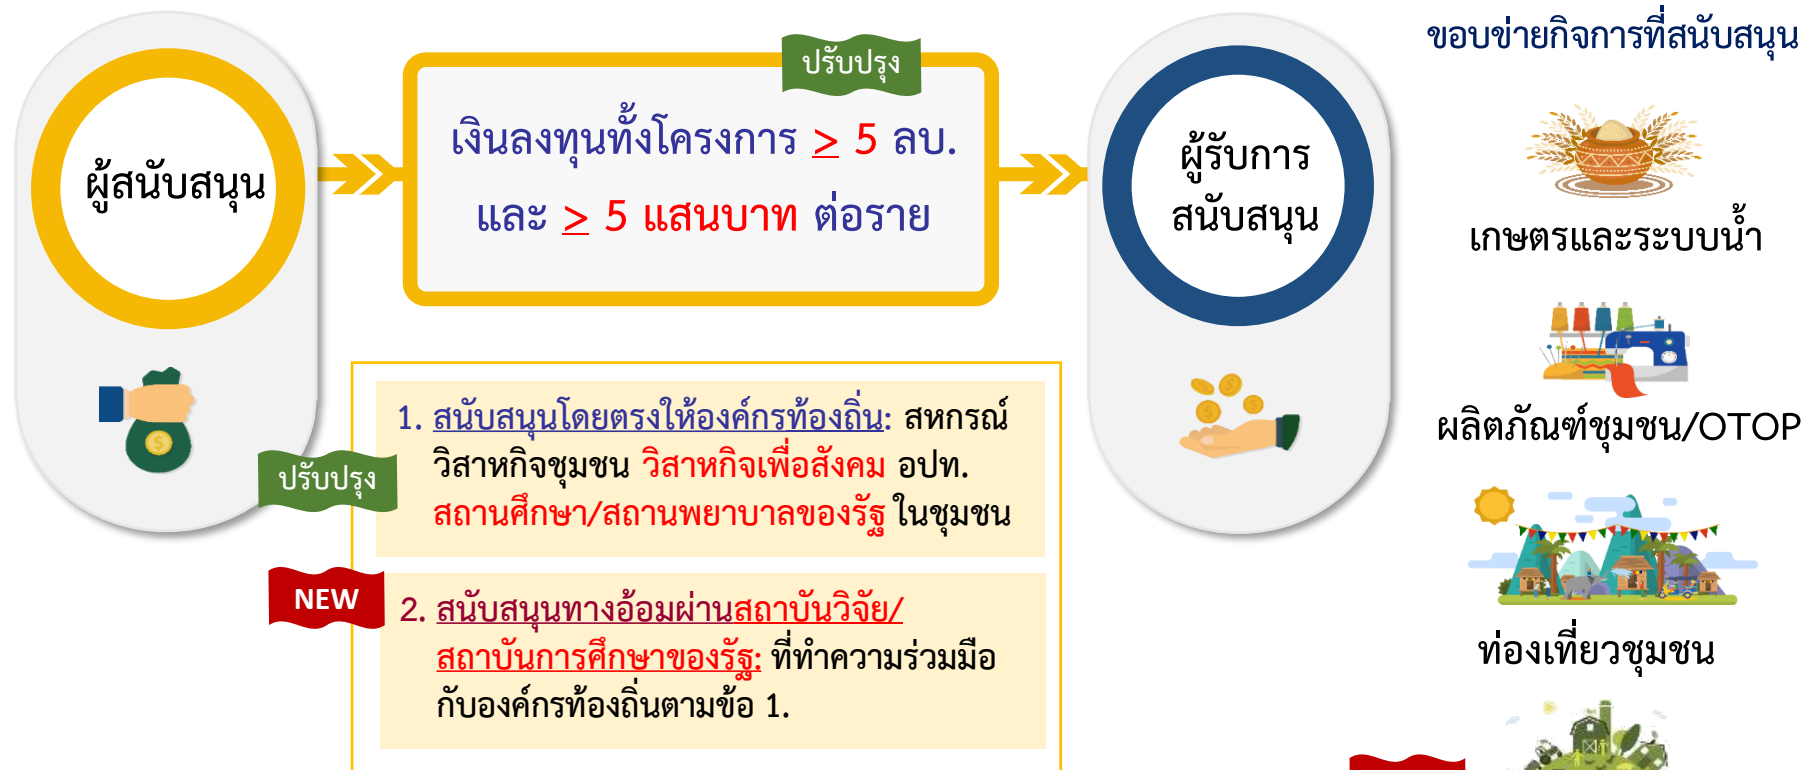 ผู้สนับสนุน
ปรับปรุง
เงินลงทุนทั้งโครงการ ≥ 5 ลบ.
และ ≥ 5 แสนบาท ต่อราย
ผู้รับการ
สนับสนุน
1. สนับสนุนโดยตรงให้องค์กรท้องถิ่น: สหกรณ์
วิสาหกิจชุมชน วิสาหกิจเพื่อสังคม อปท.
สถานศึกษา/สถานพยาบาลของรัฐ ในชุมชน
ปรับปรุง
NEW
2. สนับสนุนทางอ้อมผ่านสถาบันวิจัย/
สถาบันการศึกษาของรัฐ: ที่ทำความร่วมมือ
กับองค์กรท้องถิ่นตามข้อ 1.
ขอบข่ายกิจการที่สนับสนุน
เกษตรและระบบน้ำ
ผลิตภัณฑ์ชุมชน/OTOP
ท่องเที่ยวชุมชน